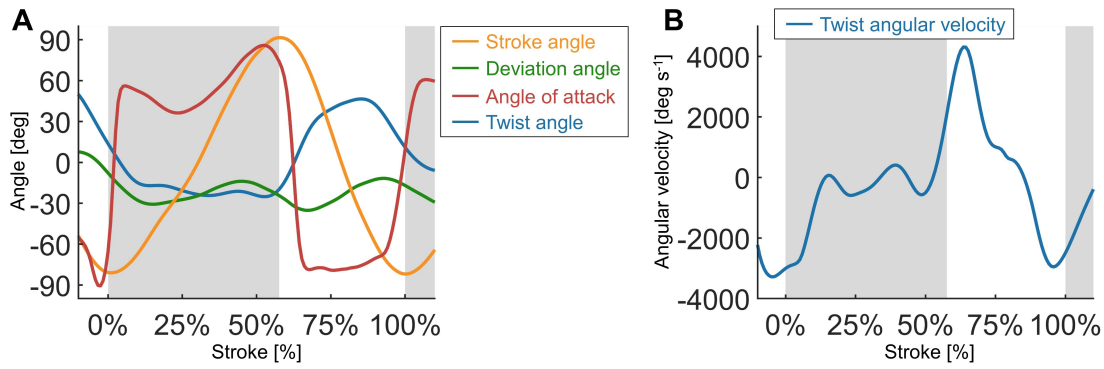 A
90
60
30
0
-30
-60
-90
Angle [deg]
0% 25% 50% 75% 100%
Stroke [%]
Stroke angle
Deviation angle
Angle of attack
Twist angle
B
Twist angular velocity
4000
2000
0
-2000
-4000
Angular velocity [deg s⁻¹]
0% 25% 50% 75% 100%
Stroke [%]